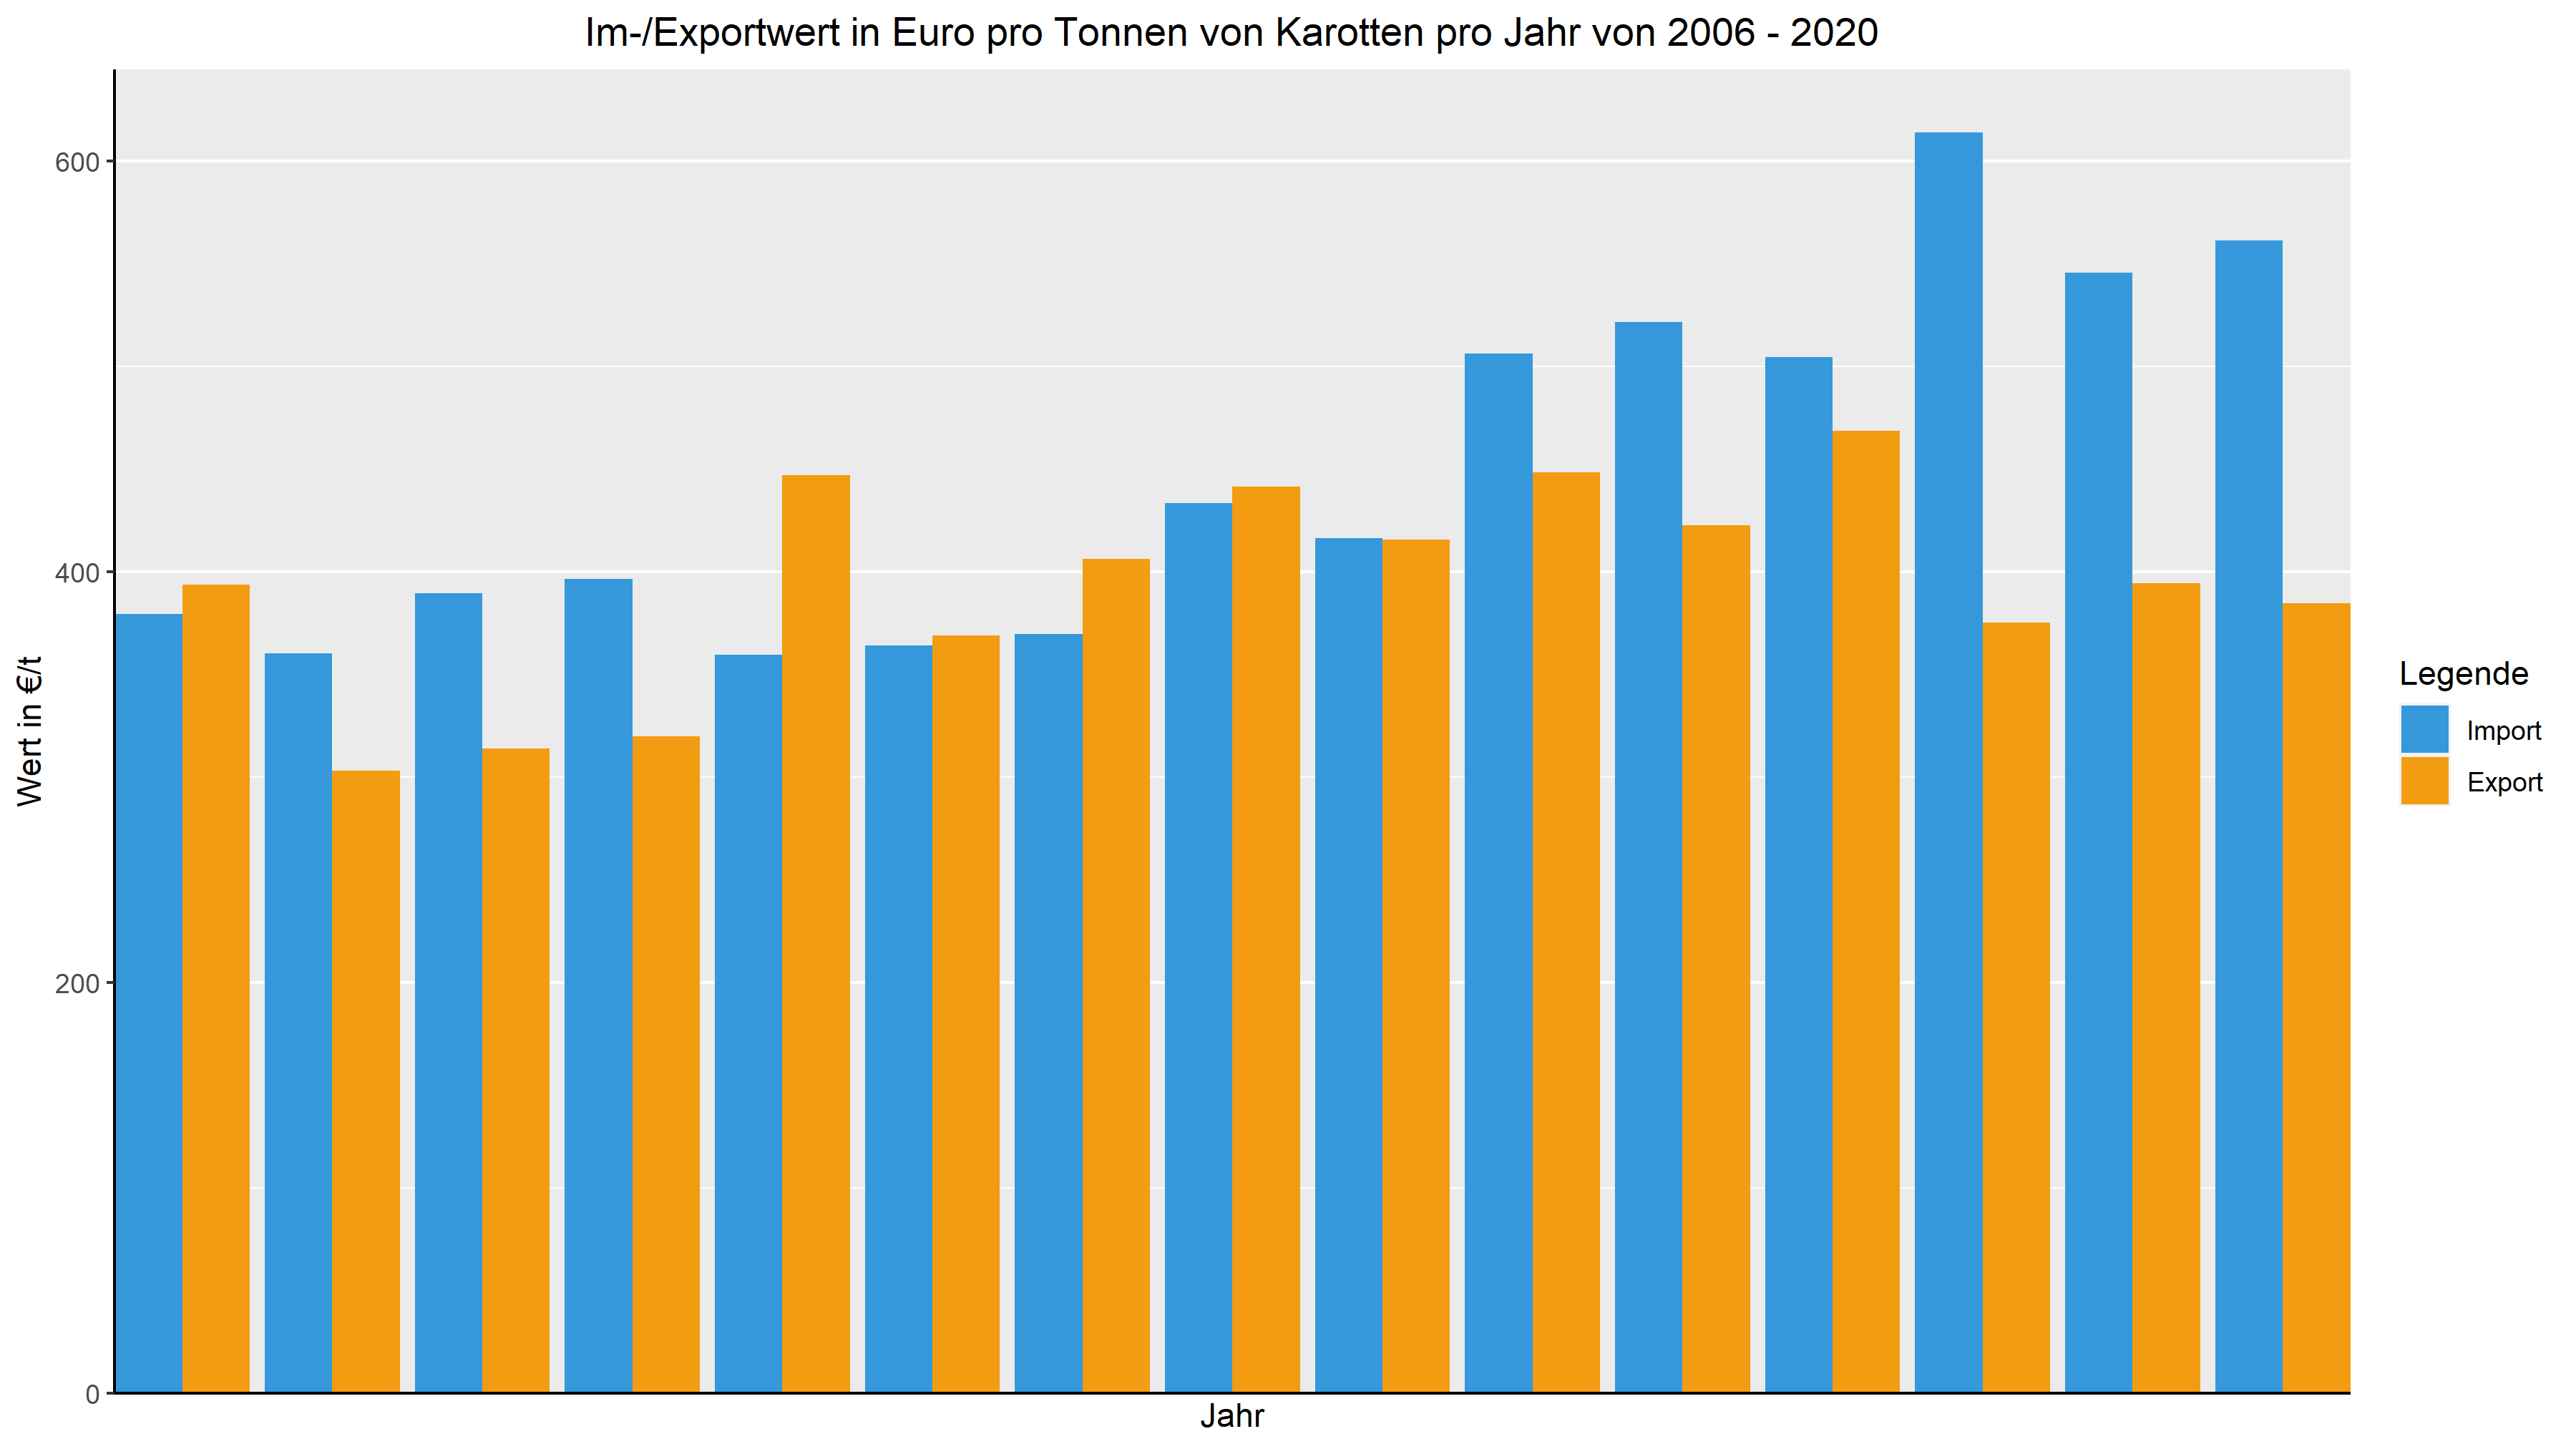 Im-/Exportwert in Euro pro Tonnen von Karotten pro Jahr von 2006 - 2020
600
400
200
0
Wert in €/t
Jahr
Legende
Import
Export